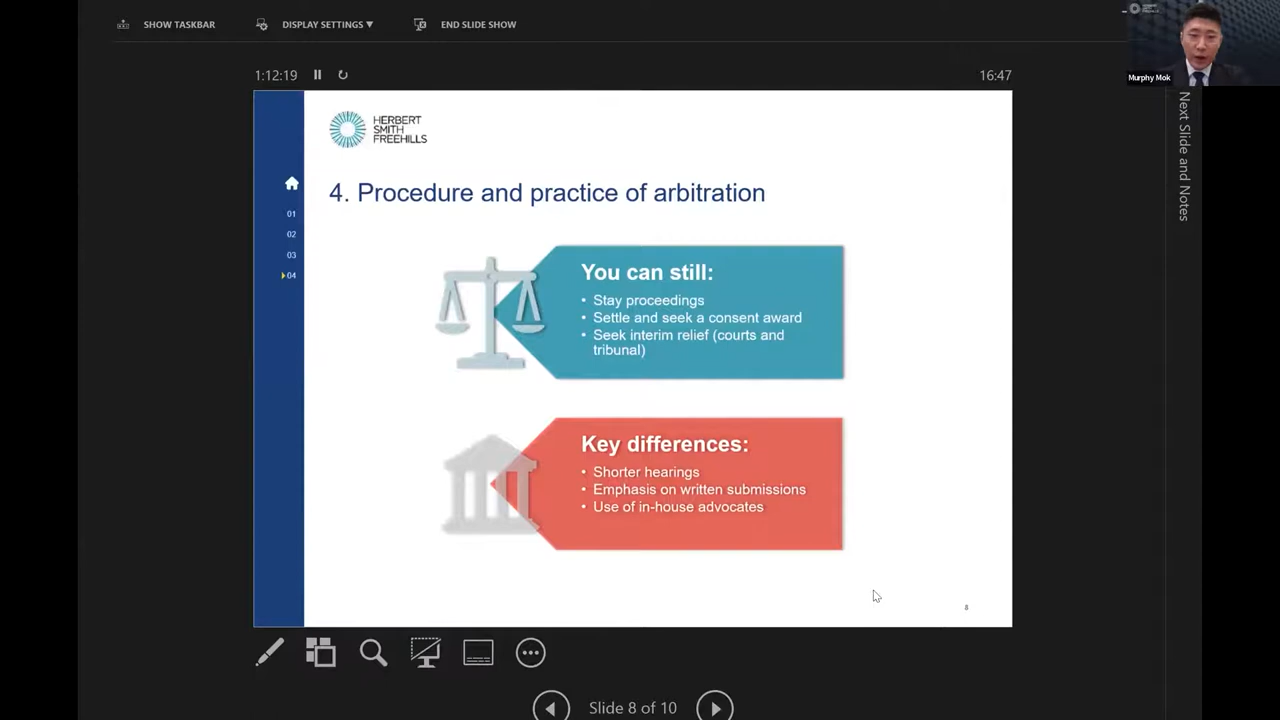 SHOW TASKBAR
DISPLAY SETTINGS ▼
END SLIDE SHOW
Murphy Mok
1:12:19
16:47
Next Slide and Notes
HERBERT
SMITH
FREEHILLS
4. Procedure and practice of arbitration
01
02
03
04
You can still:
• Stay proceedings
• Settle and seek a consent award
• Seek interim relief (courts and
tribunal)
Key differences:
• Shorter hearings
• Emphasis on written submissions
• Use of in-house advocates
8
Slide 8 of 10